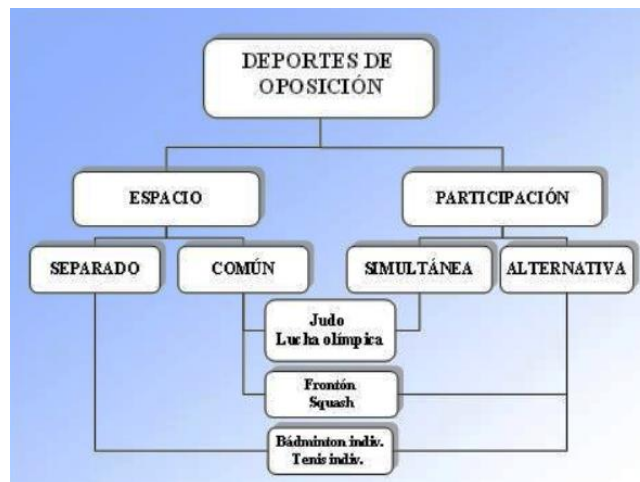 DEPORTES DE
OPOSICIÓN
ESPACIO
PARTICIPACIÓN
SEPARADO
COMÚN
SIMULTÁNEA
ALTERNATIVA
Judo
Lucha olímpica
Frontón
Squash
Bádminton indiv.
Tenis indiv.